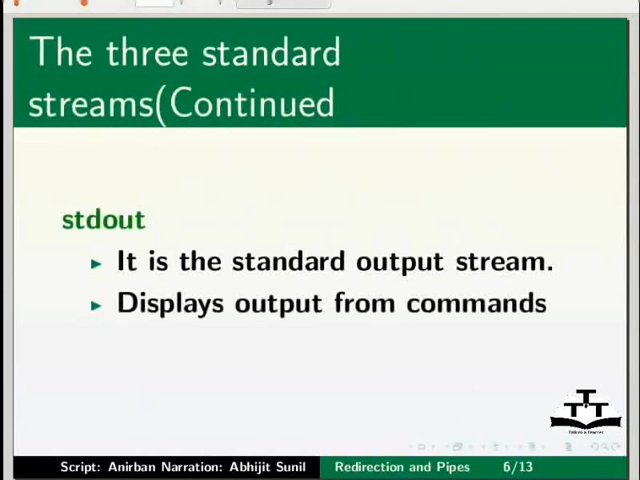 The three standard
streams(Continued
stdout
It is the standard output stream.
Displays output from commands
TTT
Script: Anirban Narration: Abhijit Sunil Redirection and Pipes 6/13